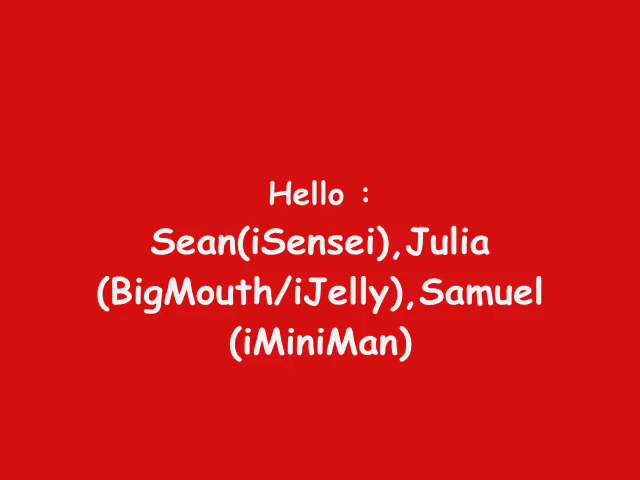 Hello :
Sean(iSensei),Julia
(BigMouth/iJelly),Samuel
(iMiniMan)